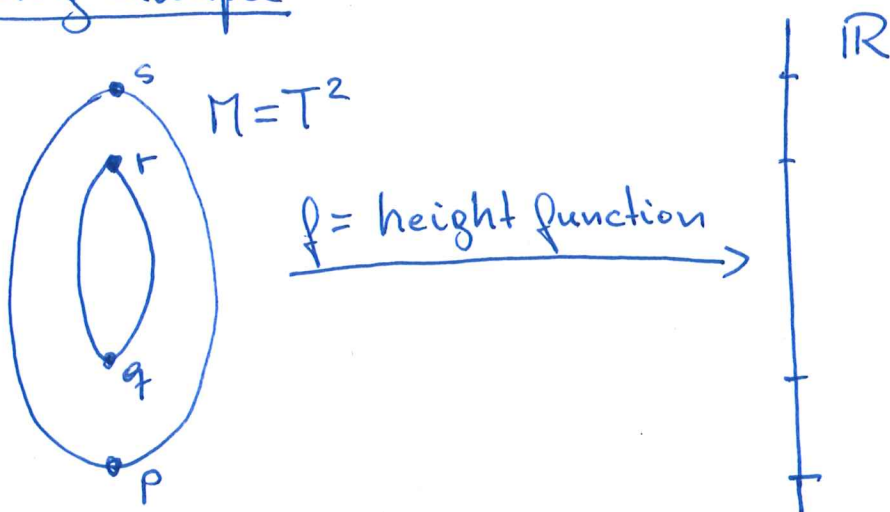 s
M = T²
r
f = height function
q
p
ℝ